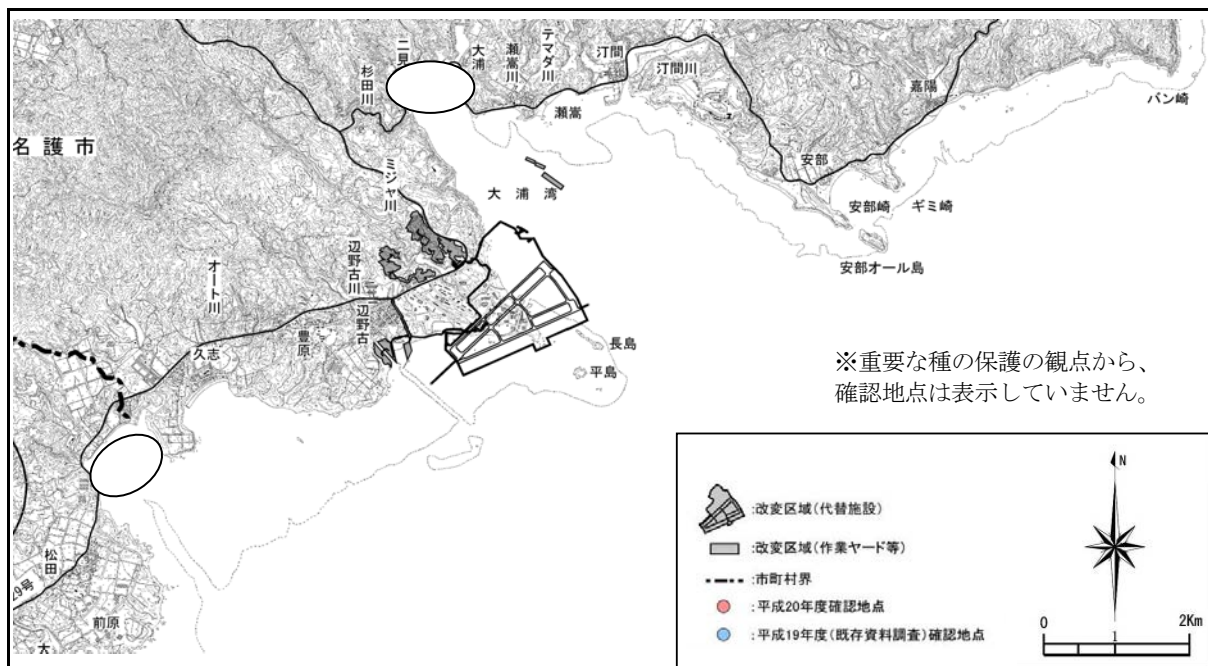 二見
大浦
瀬嵩川
テマダ川
汀間
汀間川
嘉陽
バン崎
杉田川
瀬嵩
名護市
ミジャ川
大浦湾
安部
安部崎
ギミ崎
安部オール島
辺野古川
オート川
辺野古
豊原
久志
長島
平島
※重要な種の保護の観点から、
確認地点は表示していません。
松田
29号
前原
大
:改変区域(代替施設)
:改変区域(作業ヤード等)
:市町村界
:平成20年度確認地点
:平成19年度(既存資料調査)確認地点
N
0 1 2Km